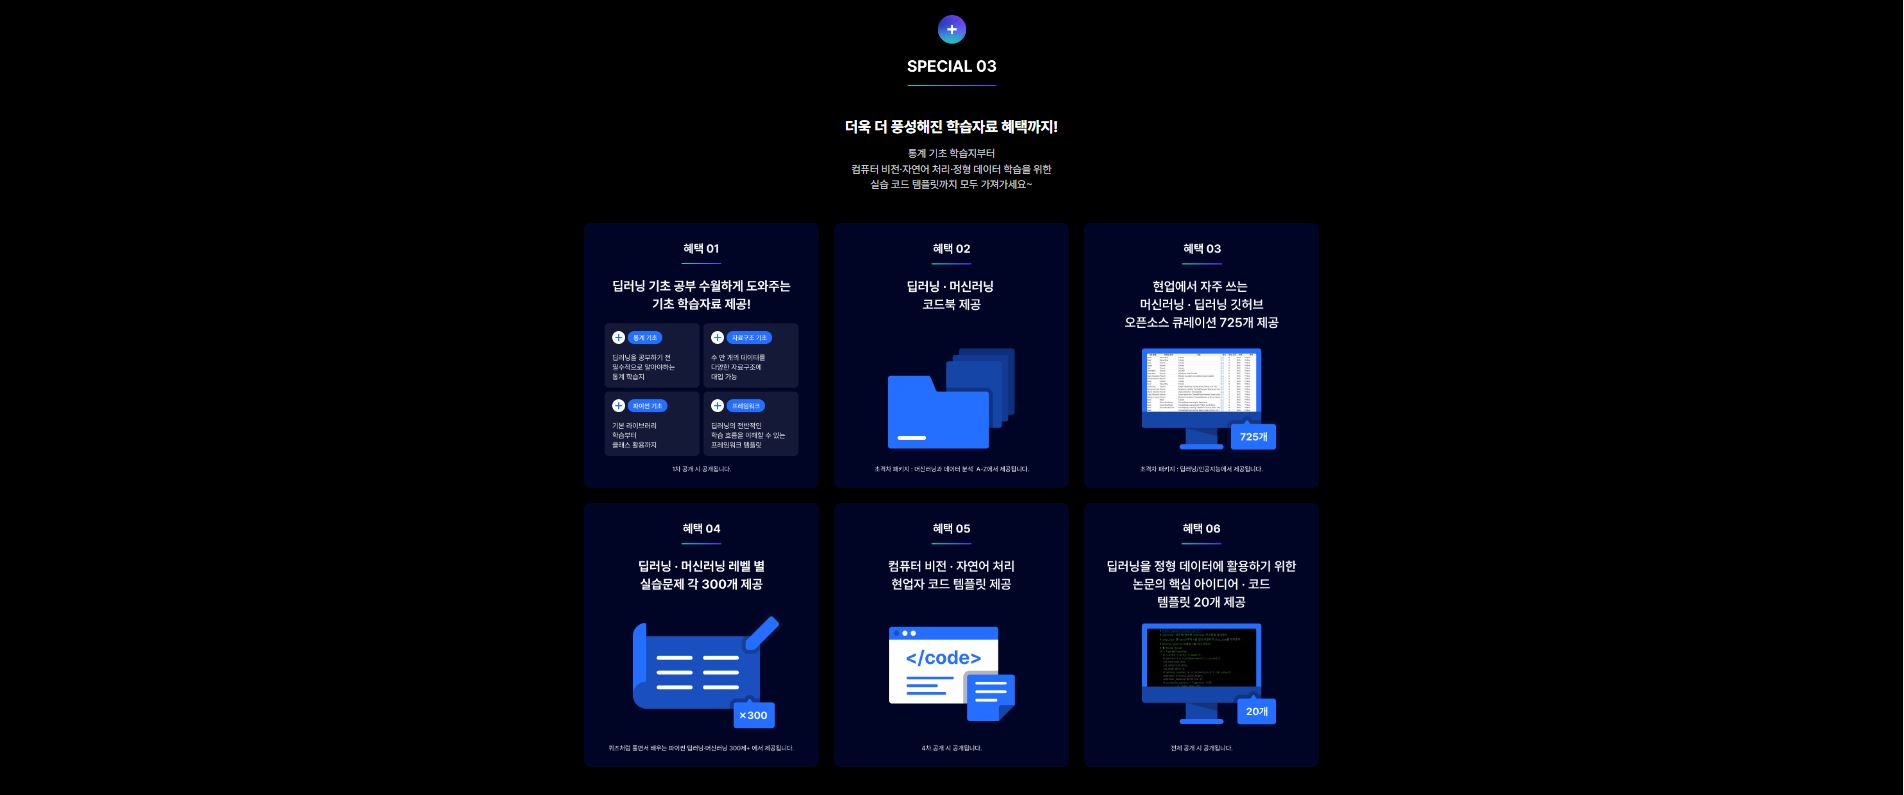 SPECIAL 03
더욱 더 풍성해진 학습자료 혜택까지!
통계 기초 학습지부터
컴퓨터 비전·자연어 처리·정형 데이터 학습을 위한
실습 코드 템플릿까지 모두 가져가세요~
혜택 01
딥러닝 기초 공부 수월하게 도와주는
기초 학습자료 제공!
통계 기초
딥러닝을 공부하기 전
필수적으로 알아야하는
통계 학습지
자료구조 기초
수 만 개의 데이터를
다양한 자료구조에
대입 가능
파이썬 기초
기본 라이브러리
학습부터
클래스 활용까지
프레임워크
딥러닝의 전반적인
학습 흐름을 이해할 수 있는
프레임워크 템플릿
1차 공개 시 공개됩니다.
혜택 02
딥러닝 · 머신러닝
코드북 제공
초격차 패키지 : 머신러닝과 데이터 분석 A-Z에서 제공됩니다.
혜택 03
현업에서 자주 쓰는
머신러닝 · 딥러닝 깃허브
오픈소스 큐레이션 725개 제공
725개
초격차 패키지 : 딥러닝/인공지능에서 제공됩니다.
혜택 04
딥러닝 · 머신러닝 레벨 별
실습문제 각 300개 제공
×300
퀴즈처럼 풀면서 배우는 파이썬 딥러닝·머신러닝 300제+ 에서 제공됩니다.
혜택 05
컴퓨터 비전 · 자연어 처리
현업자 코드 템플릿 제공
</code>
4차 공개 시 공개됩니다.
혜택 06
딥러닝을 정형 데이터에 활용하기 위한
논문의 핵심 아이디어 · 코드
템플릿 20개 제공
20개
전체 공개 시 공개됩니다.